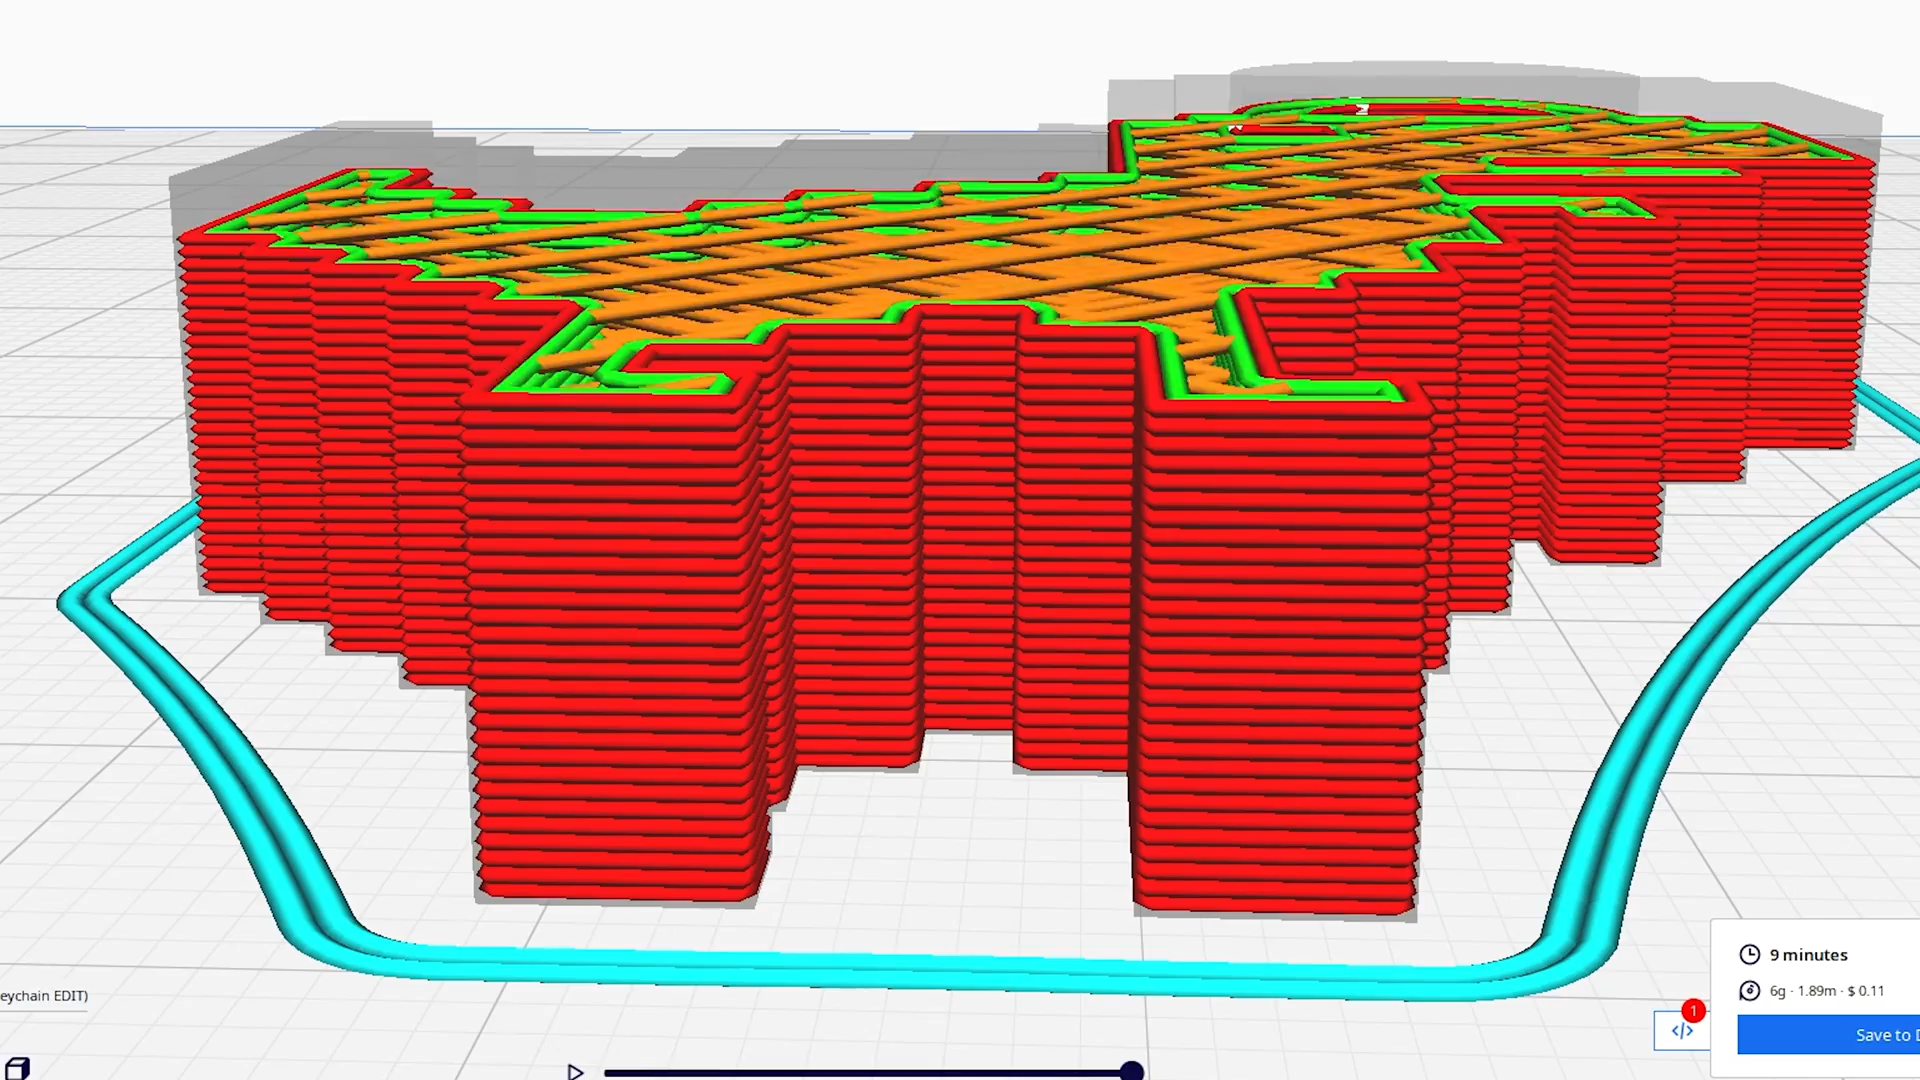 9 minutes
eychain EDIT)
6g · 1.89m · $ 0.11
1
</>
Save to D